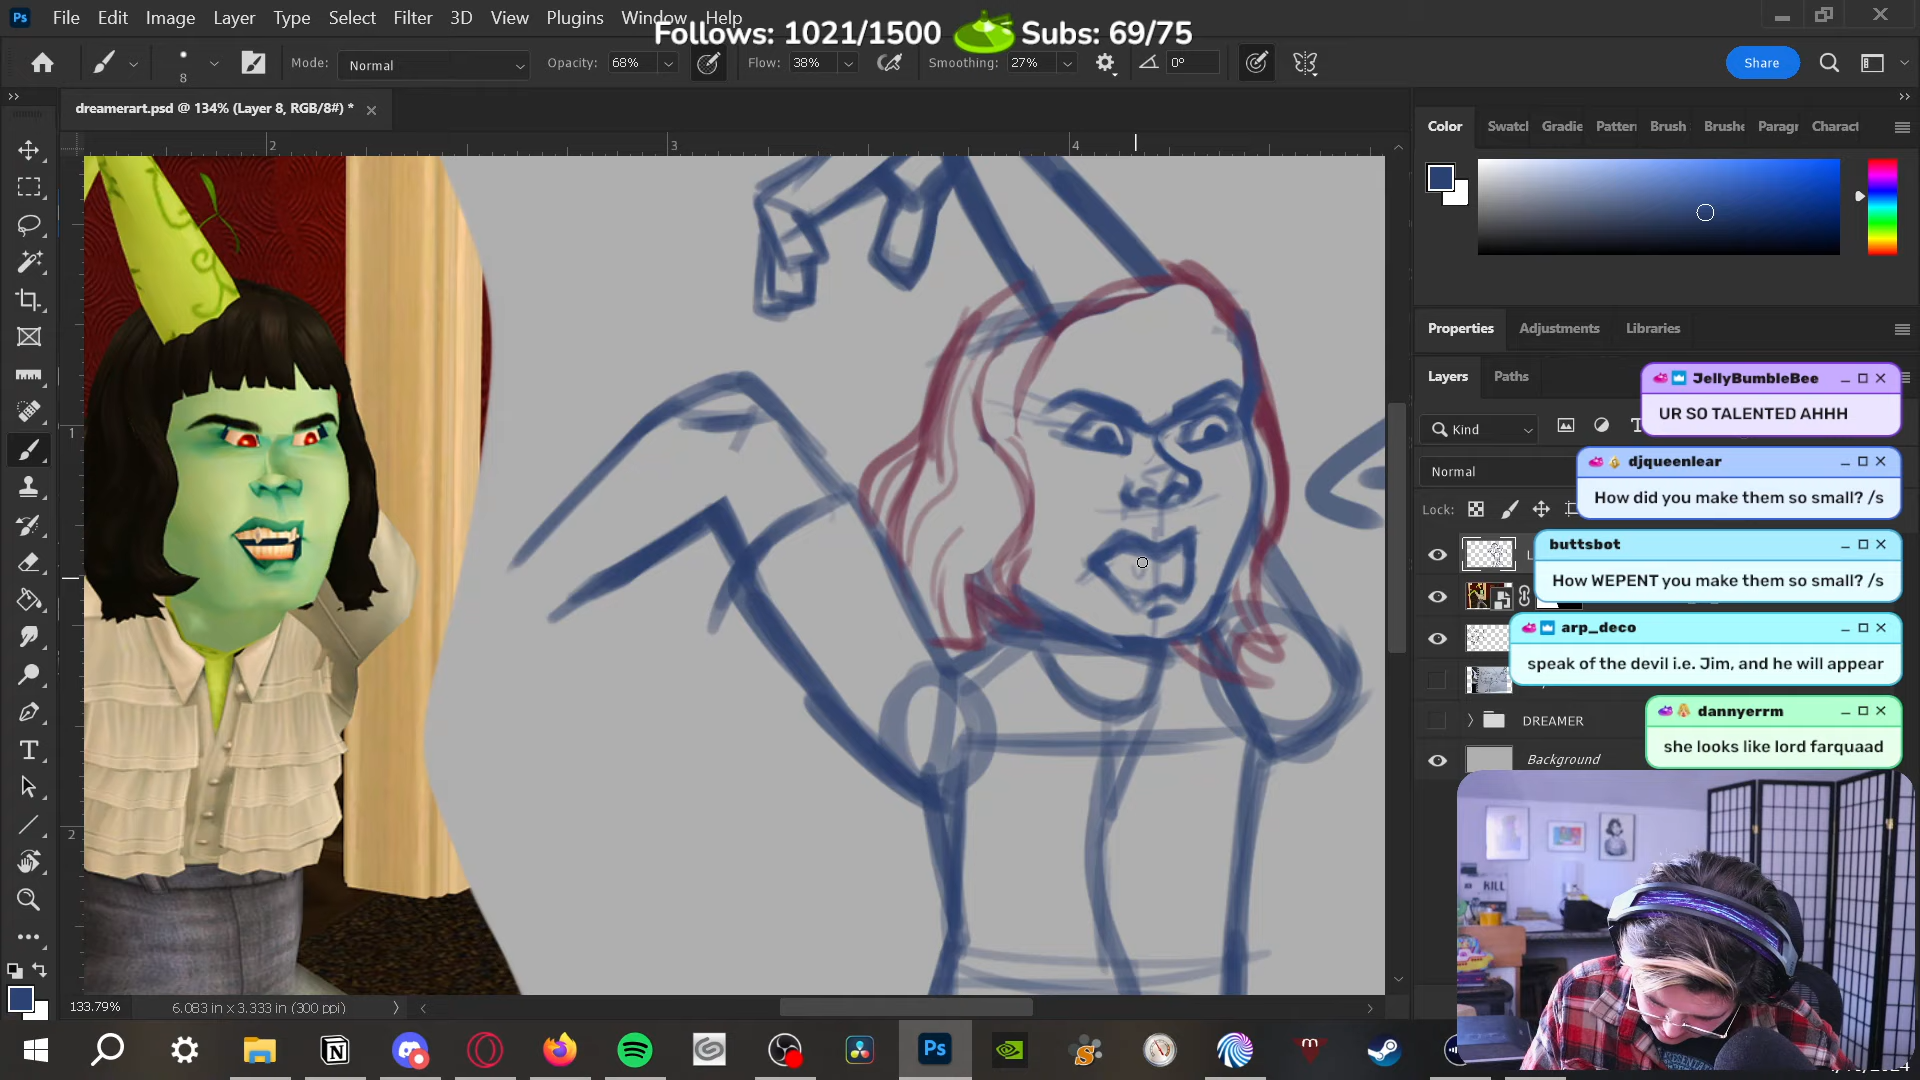 Ps File Edit Image Layer Type Select Filter 3D View Plugins Window Help
Follows: 1021/1500 Subs: 69/75
8 Mode: Normal Opacity: 68% Flow: 38% Smoothing: 27% 0° Share
dreamerart.psd @ 134% (Layer 8, RGB/8#) *
Color Swatcl Gradie Pattern Brush Brushe Paragr Charact
2 3 4
1
2
Properties Adjustments Libraries
Layers Paths
Kind
Normal
Lock:
JellyBumbleBee
UR SO TALENTED AHHH
djqueenlear
How did you make them so small? /s
buttsbot
How WEPENT you make them so small? /s
arp_deco
speak of the devil i.e. Jim, and he will appear
DREAMER
dannyerrm
she looks like lord farquaad
Background
KILL
133.79% 6.083 in x 3.333 in (300 ppi)
Ps